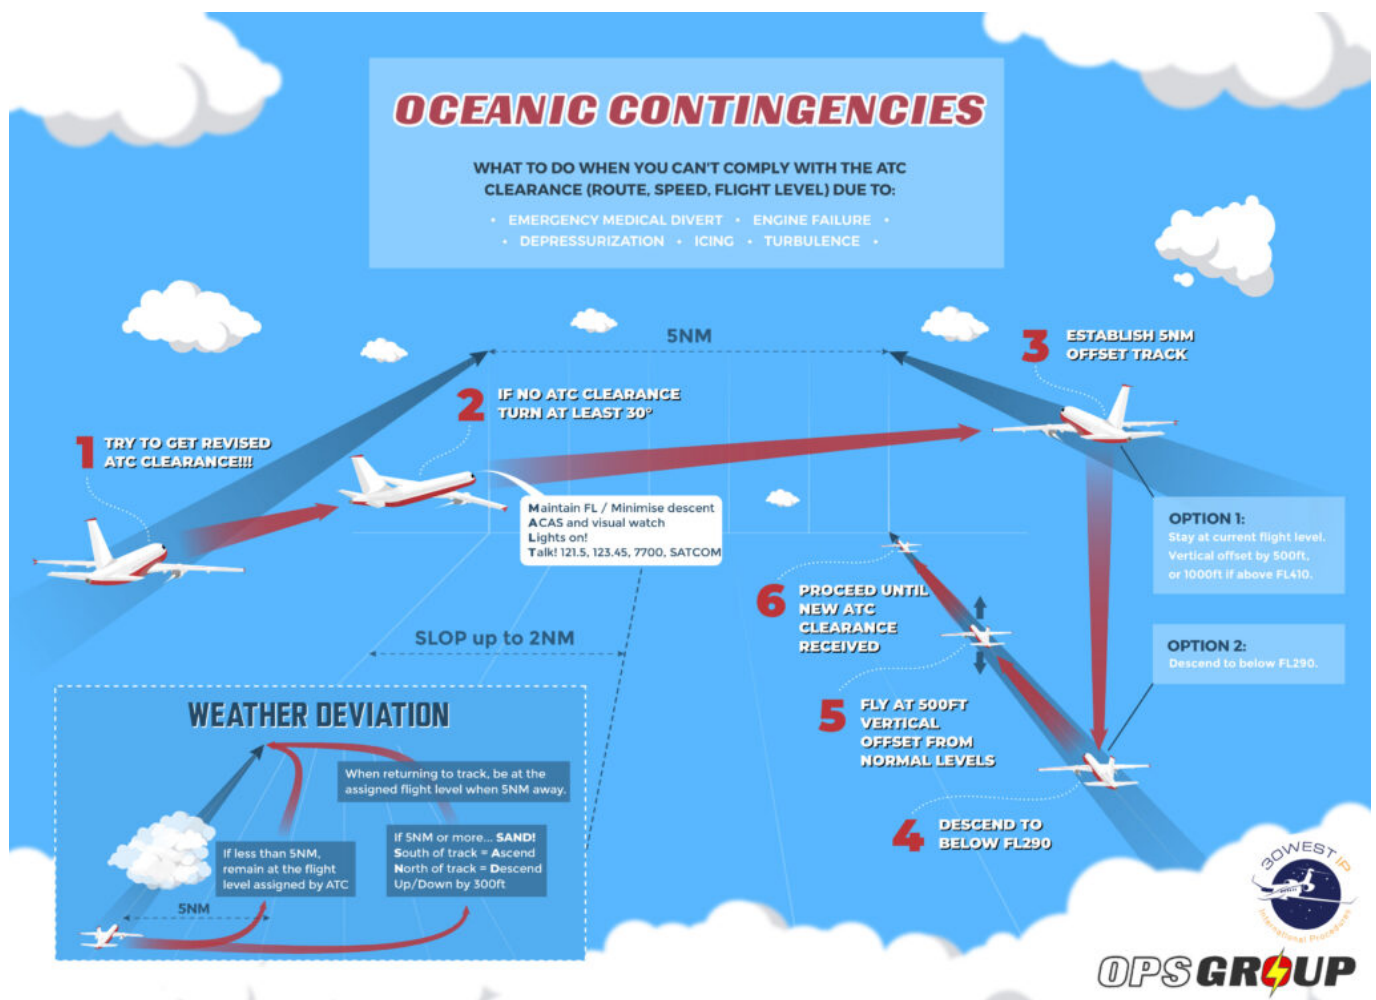 OCEANIC CONTINGENCIES
WHAT TO DO WHEN YOU CAN'T COMPLY WITH THE ATC
CLEARANCE (ROUTE, SPEED, FLIGHT LEVEL) DUE TO:
• EMERGENCY MEDICAL DIVERT • ENGINE FAILURE •
• DEPRESSURIZATION • ICING • TURBULENCE •
5NM
3 ESTABLISH 5NM
OFFSET TRACK
2 IF NO ATC CLEARANCE
TURN AT LEAST 30°
1 TRY TO GET REVISED
ATC CLEARANCE!!!
Maintain FL / Minimise descent
ACAS and visual watch
Lights on!
Talk! 121.5, 123.45, 7700, SATCOM
OPTION 1:
Stay at current flight level.
Vertical offset by 500ft,
or 1000ft if above FL410.
6 PROCEED UNTIL
NEW ATC
CLEARANCE
RECEIVED
SLOP up to 2NM
OPTION 2:
Descend to below FL290.
5 FLY AT 500FT
VERTICAL
OFFSET FROM
NORMAL LEVELS
4 DESCEND TO
BELOW FL290
WEATHER DEVIATION
When returning to track, be at the
assigned flight level when 5NM away.
If less than 5NM,
remain at the flight
level assigned by ATC
If 5NM or more... SAND!
South of track = Ascend
North of track = Descend
Up/Down by 300ft
5NM
30WEST IP
International Procedures
OPSGROUP